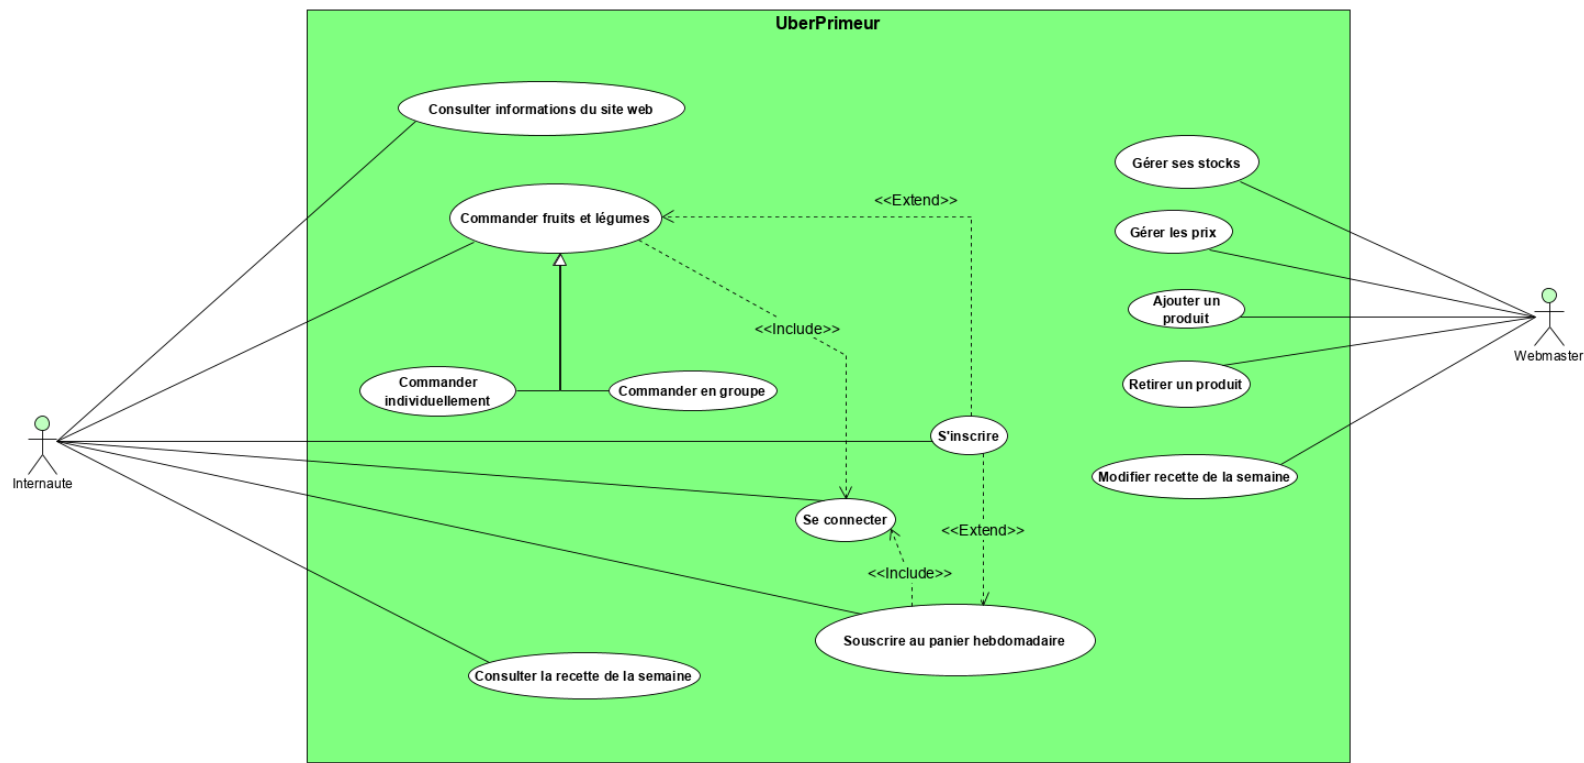 UberPrimeur
Consulter informations du site web
Gérer ses stocks
<<Extend>>
Commander fruits et légumes
Gérer les prix
Ajouter un
produit
<<Include>>
Webmaster
Commander
individuellement
Commander en groupe
Retirer un produit
S'inscrire
Internaute
Modifier recette de la semaine
Se connecter
<<Extend>>
<<Include>>
Souscrire au panier hebdomadaire
Consulter la recette de la semaine